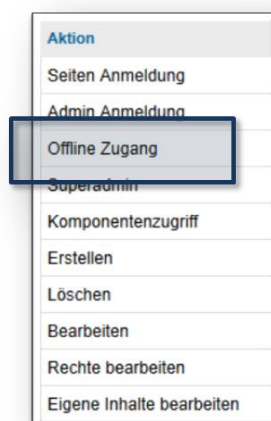 Aktion
Seiten Anmeldung
Admin Anmeldung
Offline Zugang
Superadmin
Komponentenzugriff
Erstellen
Löschen
Bearbeiten
Rechte bearbeiten
Eigene Inhalte bearbeiten